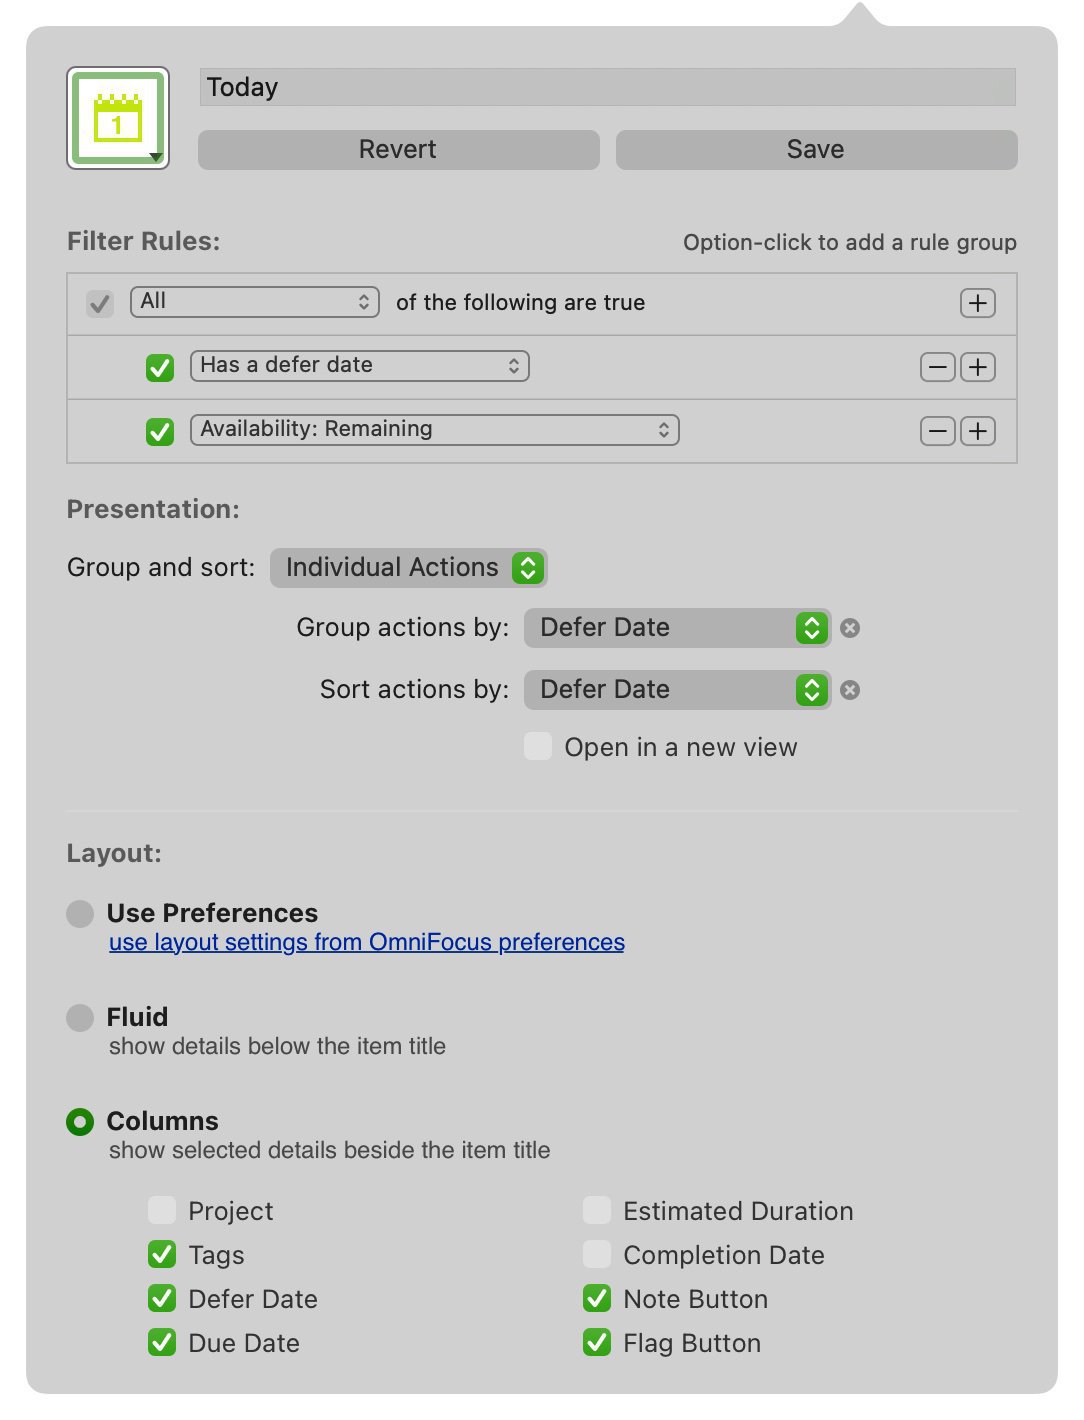 1
Today
Revert
Save
Filter Rules:
Option-click to add a rule group
All
of the following are true
Has a defer date
Availability: Remaining
Presentation:
Group and sort: Individual Actions
Group actions by: Defer Date
Sort actions by: Defer Date
Open in a new view
Layout:
Use Preferences
use layout settings from OmniFocus preferences
Fluid
show details below the item title
Columns
show selected details beside the item title
Project
Tags
Defer Date
Due Date
Estimated Duration
Completion Date
Note Button
Flag Button